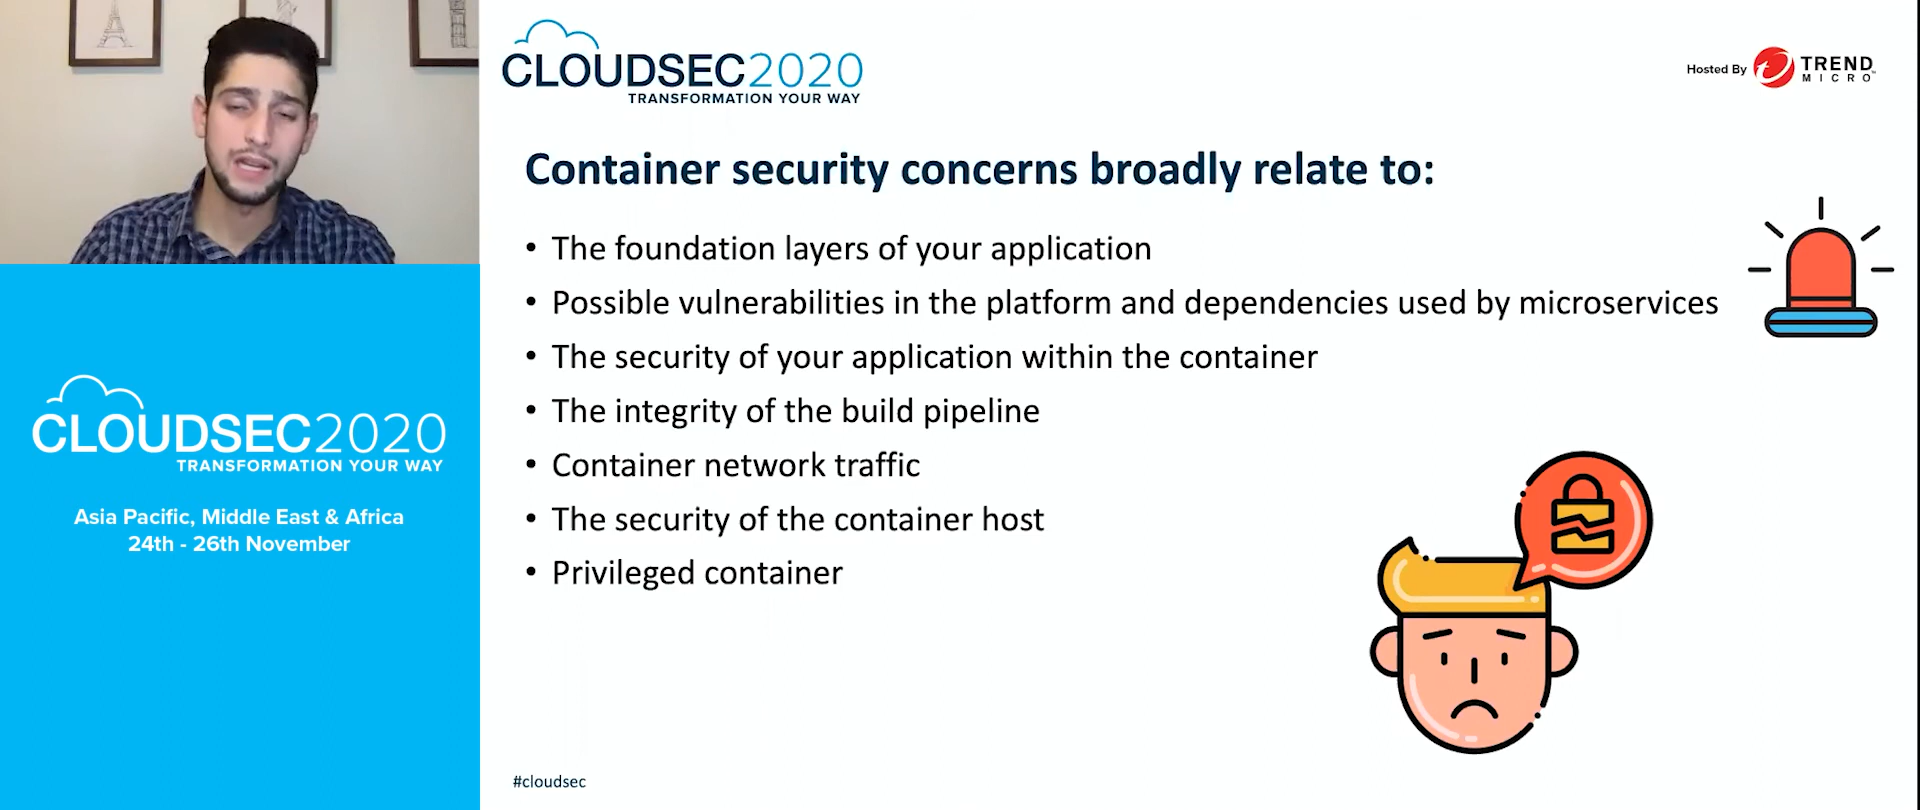 CLOUDSEC2020
TRANSFORMATION YOUR WAY
Hosted By TREND MICRO™
Container security concerns broadly relate to:
• The foundation layers of your application
• Possible vulnerabilities in the platform and dependencies used by microservices
• The security of your application within the container
• The integrity of the build pipeline
• Container network traffic
• The security of the container host
• Privileged container
#cloudsec
CLOUDSEC2020
TRANSFORMATION YOUR WAY
Asia Pacific, Middle East & Africa
24th - 26th November